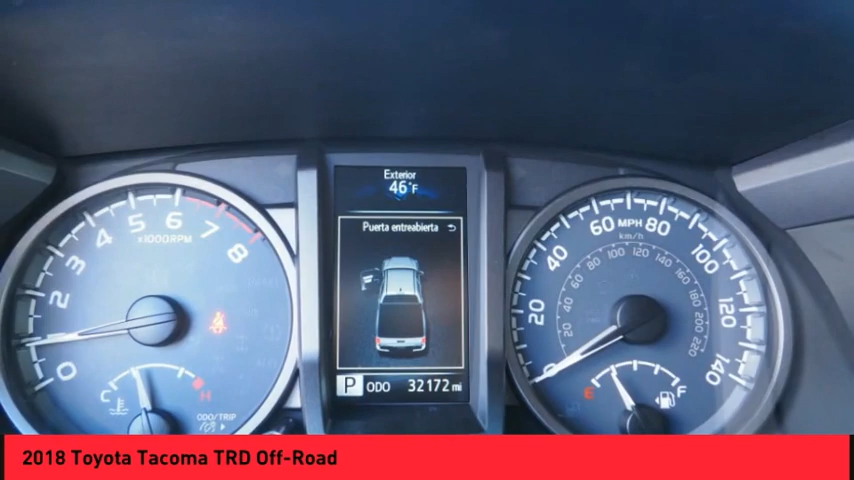 Exterior
46°F
Puerta entreabierta
P ODO 32172 mi
0 1 2 3 4 5 6 7 8
x1000RPM
C H
ODO/TRIP
0 20 40 60 MPH 80 100 120 140
km/h
20 40 60 80 100 120 140 160 180 200 220
E F
2018 Toyota Tacoma TRD Off-Road